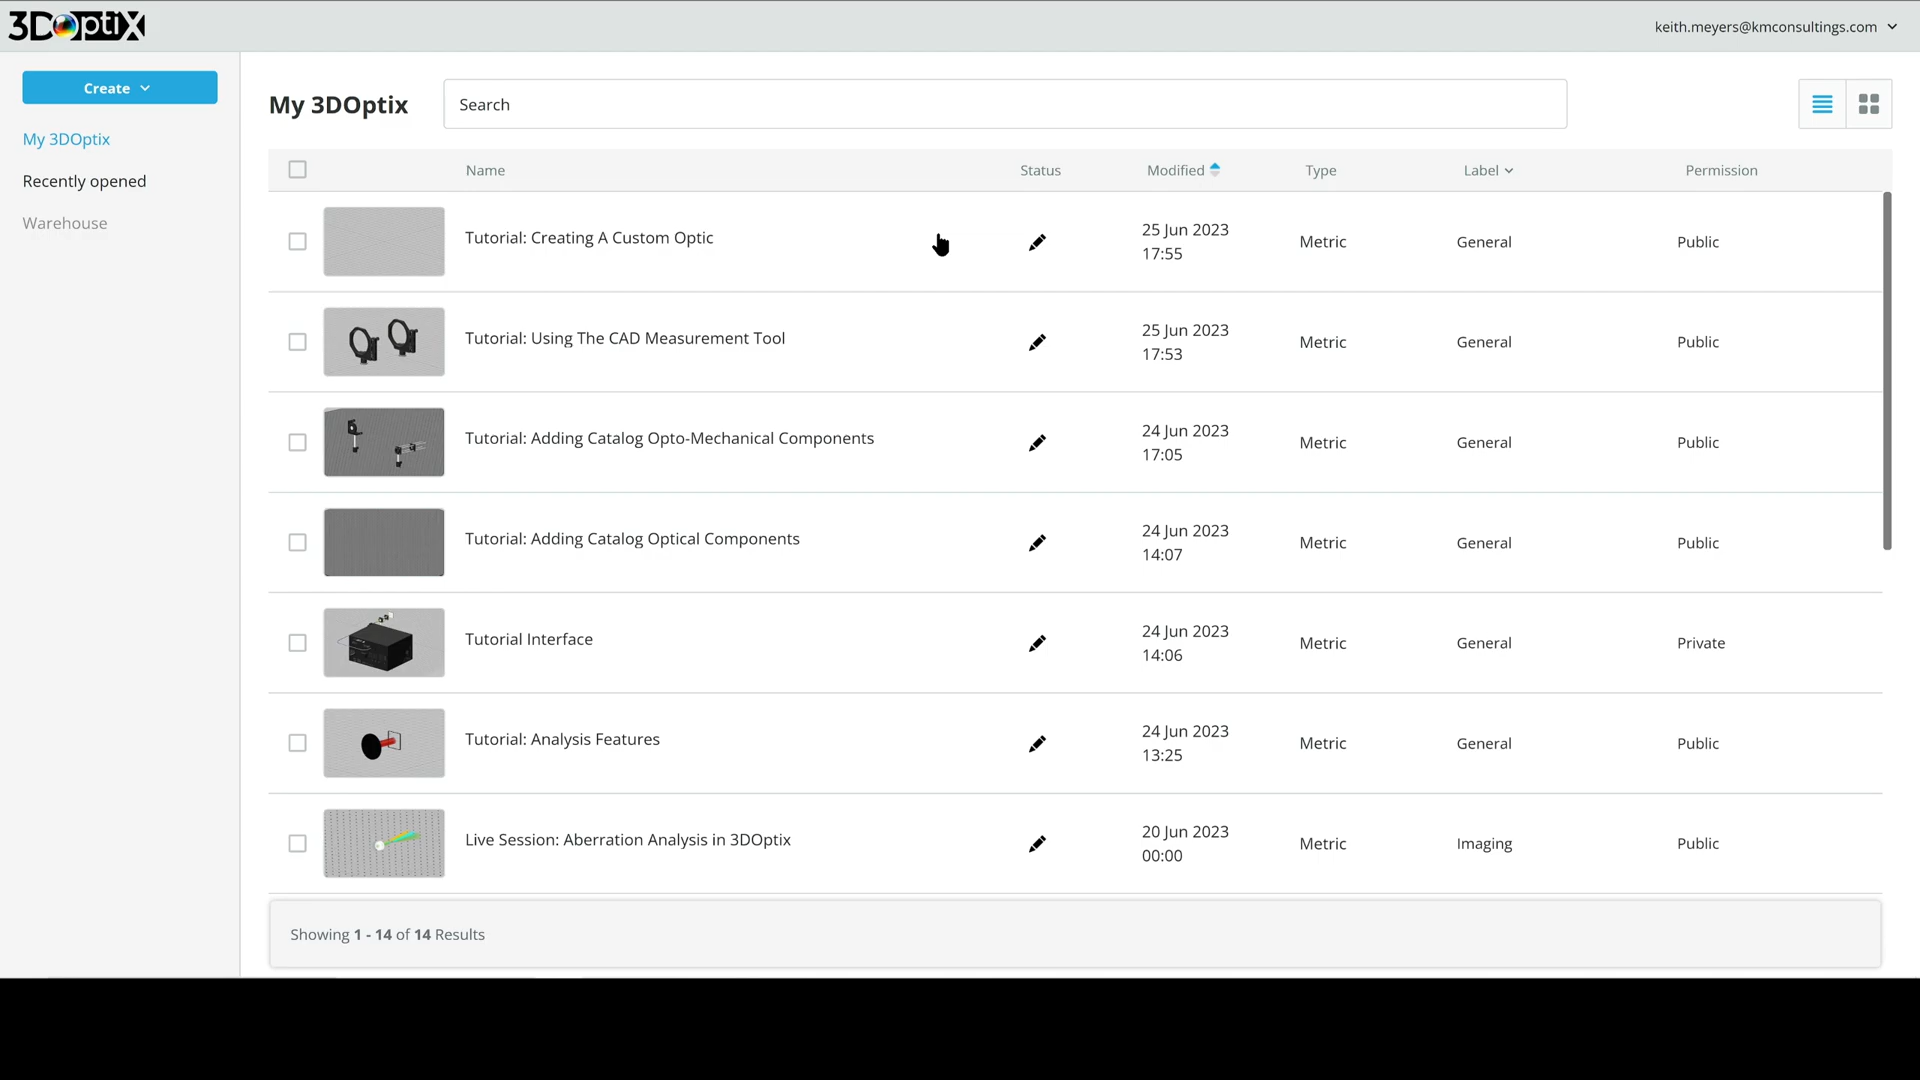 3DOptiX
keith.meyers@kmconsultings.com
Create
My 3DOptix
Recently opened
Warehouse
My 3DOptix
Search
Name Status Modified Type Label Permission
Tutorial: Creating A Custom Optic 25 Jun 2023 17:55 Metric General Public
Tutorial: Using The CAD Measurement Tool 25 Jun 2023 17:53 Metric General Public
Tutorial: Adding Catalog Opto-Mechanical Components 24 Jun 2023 17:05 Metric General Public
Tutorial: Adding Catalog Optical Components 24 Jun 2023 14:07 Metric General Public
Tutorial Interface 24 Jun 2023 14:06 Metric General Private
Tutorial: Analysis Features 24 Jun 2023 13:25 Metric General Public
Live Session: Aberration Analysis in 3DOptix 20 Jun 2023 00:00 Metric Imaging Public
Showing 1 - 14 of 14 Results